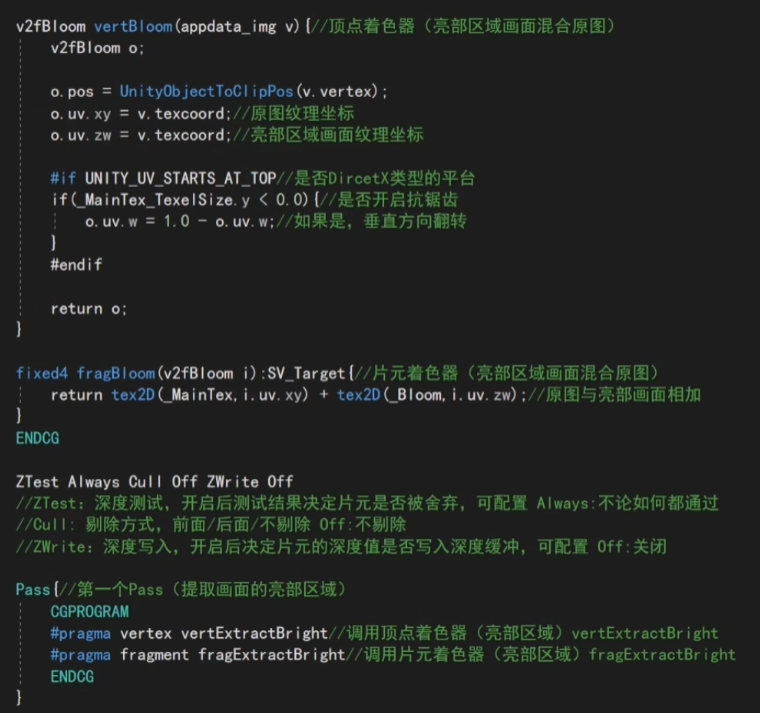 v2fBloom vertBloom(appdata_img v){//顶点着色器（亮部区域画面混合原图）
v2fBloom o;
o.pos = UnityObjectToClipPos(v.vertex);
o.uv.xy = v.texcoord;//原图纹理坐标
o.uv.zw = v.texcoord;//亮部区域画面纹理坐标
#if UNITY_UV_STARTS_AT_TOP//是否DircetX类型的平台
if(_MainTex_TexelSize.y < 0.0){//是否开启抗锯齿
o.uv.w = 1.0 - o.uv.w;//如果是，垂直方向翻转
}
#endif
return o;
}
fixed4 fragBloom(v2fBloom i):SV_Target{//片元着色器（亮部区域画面混合原图）
return tex2D(_MainTex,i.uv.xy) + tex2D(_Bloom,i.uv.zw);//原图与亮部画面相加
}
ENDCG
ZTest Always Cull Off ZWrite Off
//ZTest：深度测试，开启后测试结果决定片元是否被舍弃，可配置 Always:不论如何都通过
//Cull: 剔除方式，前面/后面/不剔除 Off:不剔除
//ZWrite：深度写入，开启后决定片元的深度值是否写入深度缓冲，可配置 Off:关闭
Pass{//第一个Pass（提取画面的亮部区域）
CGPROGRAM
#pragma vertex vertExtractBright//调用顶点着色器（亮部区域）vertExtractBright
#pragma fragment fragExtractBright//调用片元着色器（亮部区域）fragExtractBright
ENDCG
}